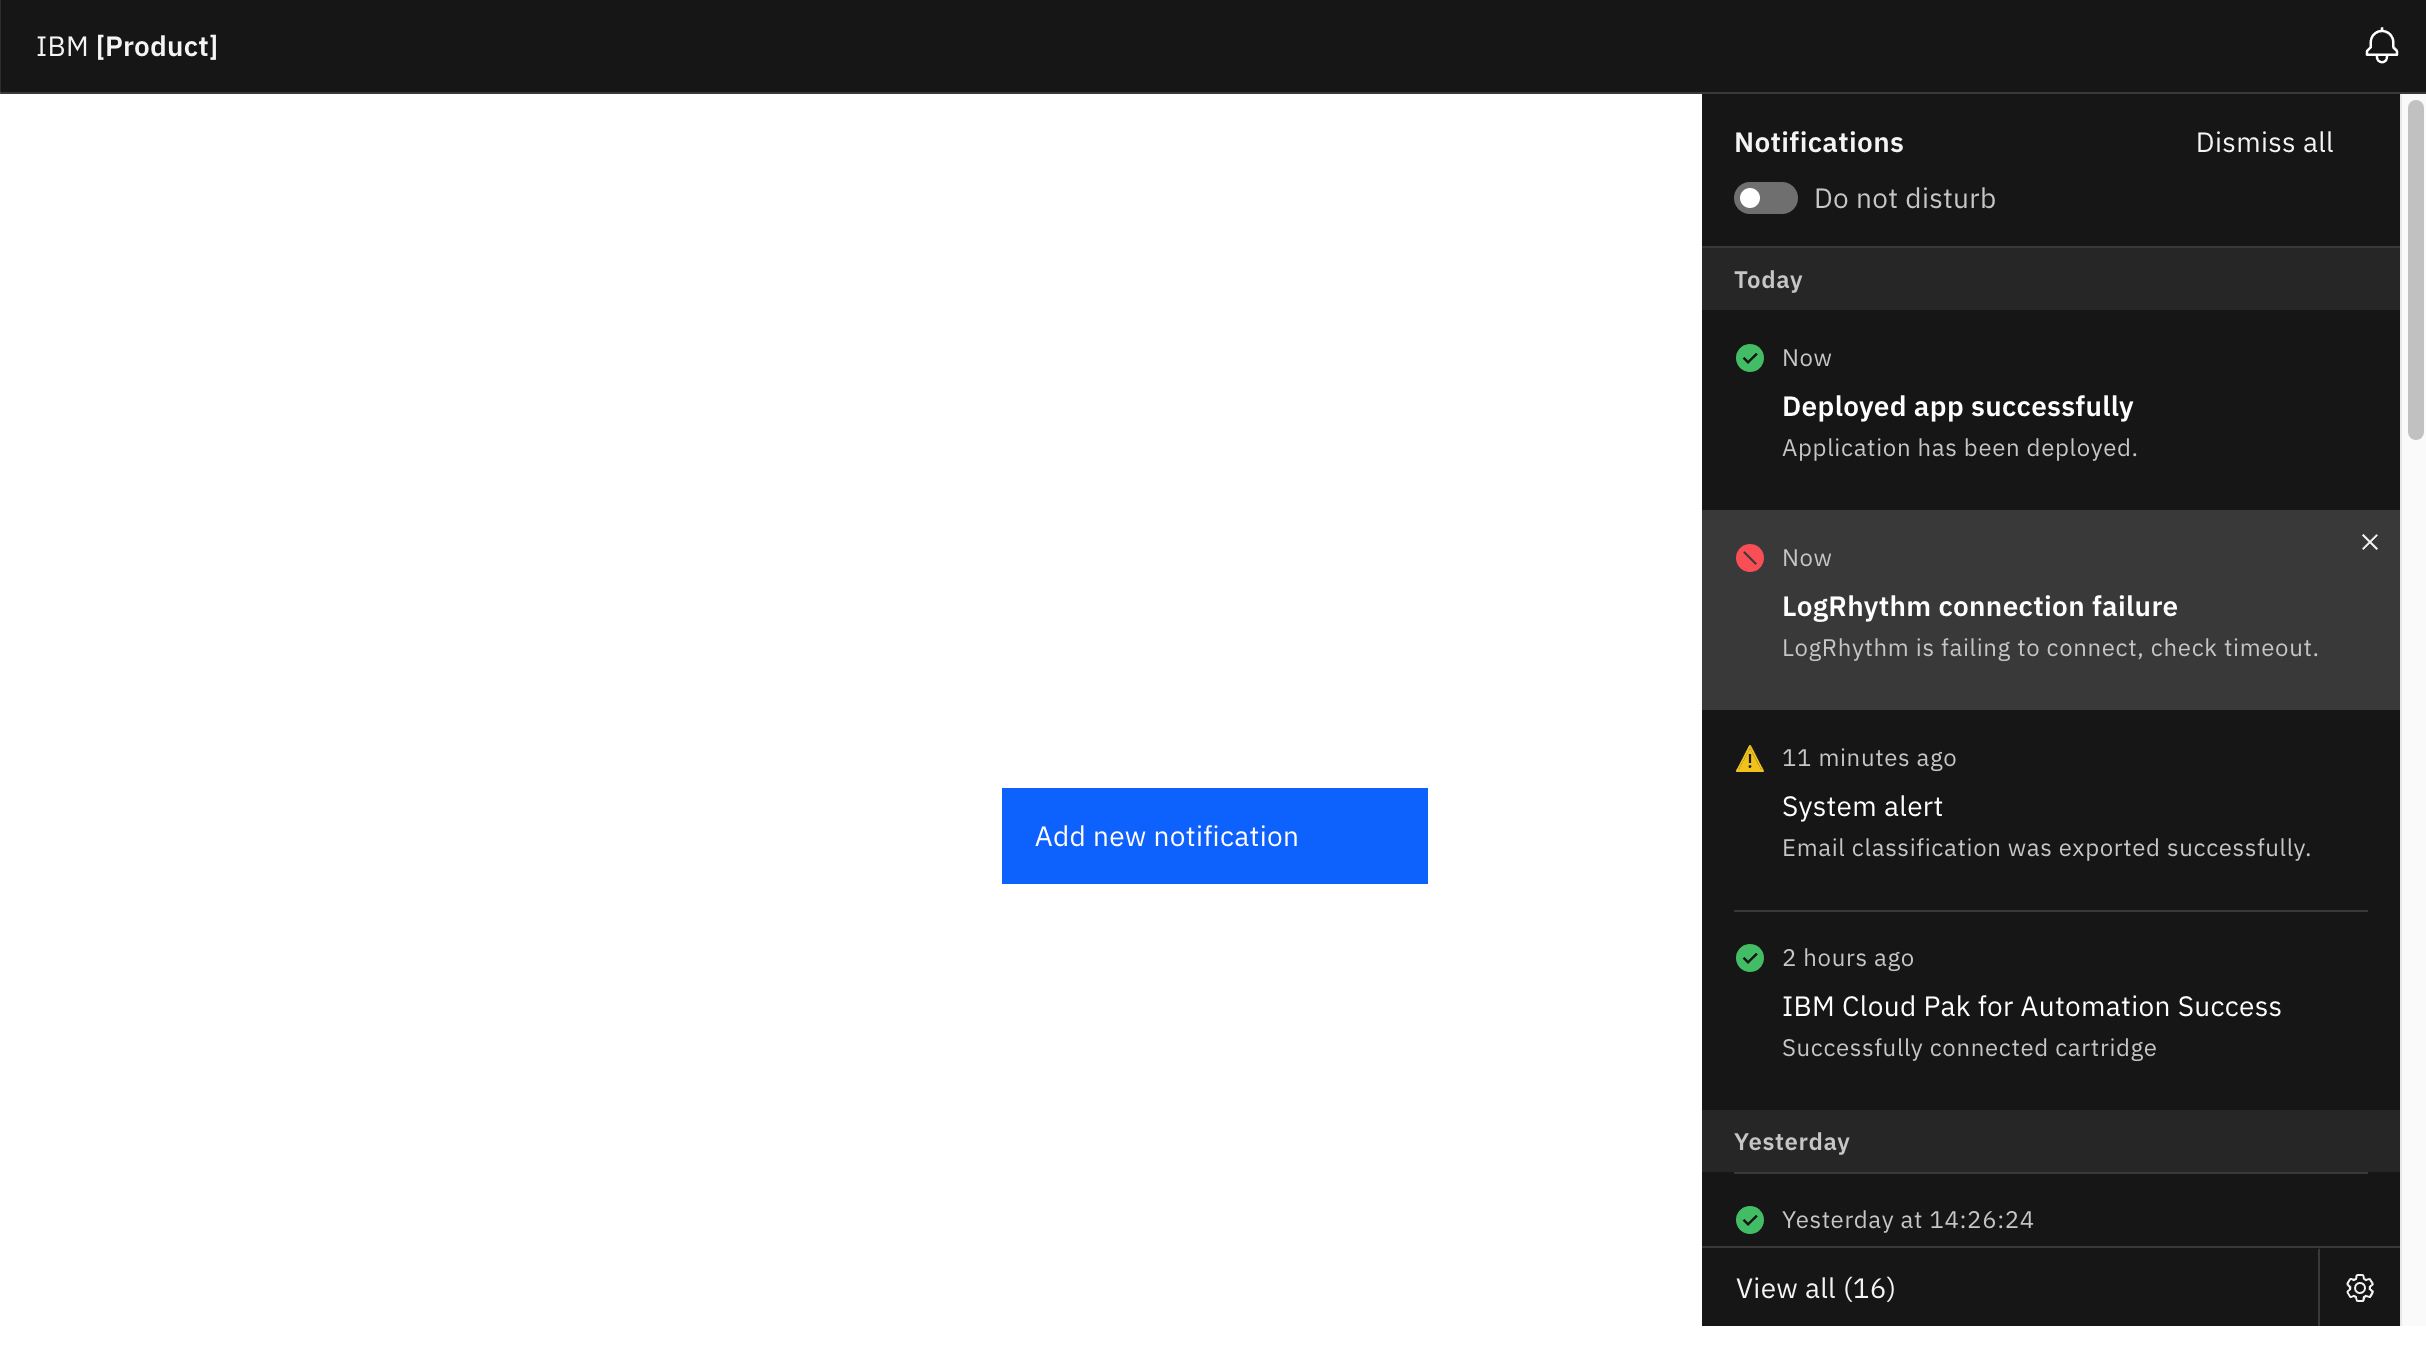 IBM [Product]
Notifications
Dismiss all
Do not disturb
Today
Now
Deployed app successfully
Application has been deployed.
Now
LogRhythm connection failure
LogRhythm is failing to connect, check timeout.
11 minutes ago
System alert
Email classification was exported successfully.
Add new notification
2 hours ago
IBM Cloud Pak for Automation Success
Successfully connected cartridge
Yesterday
Yesterday at 14:26:24
View all (16)